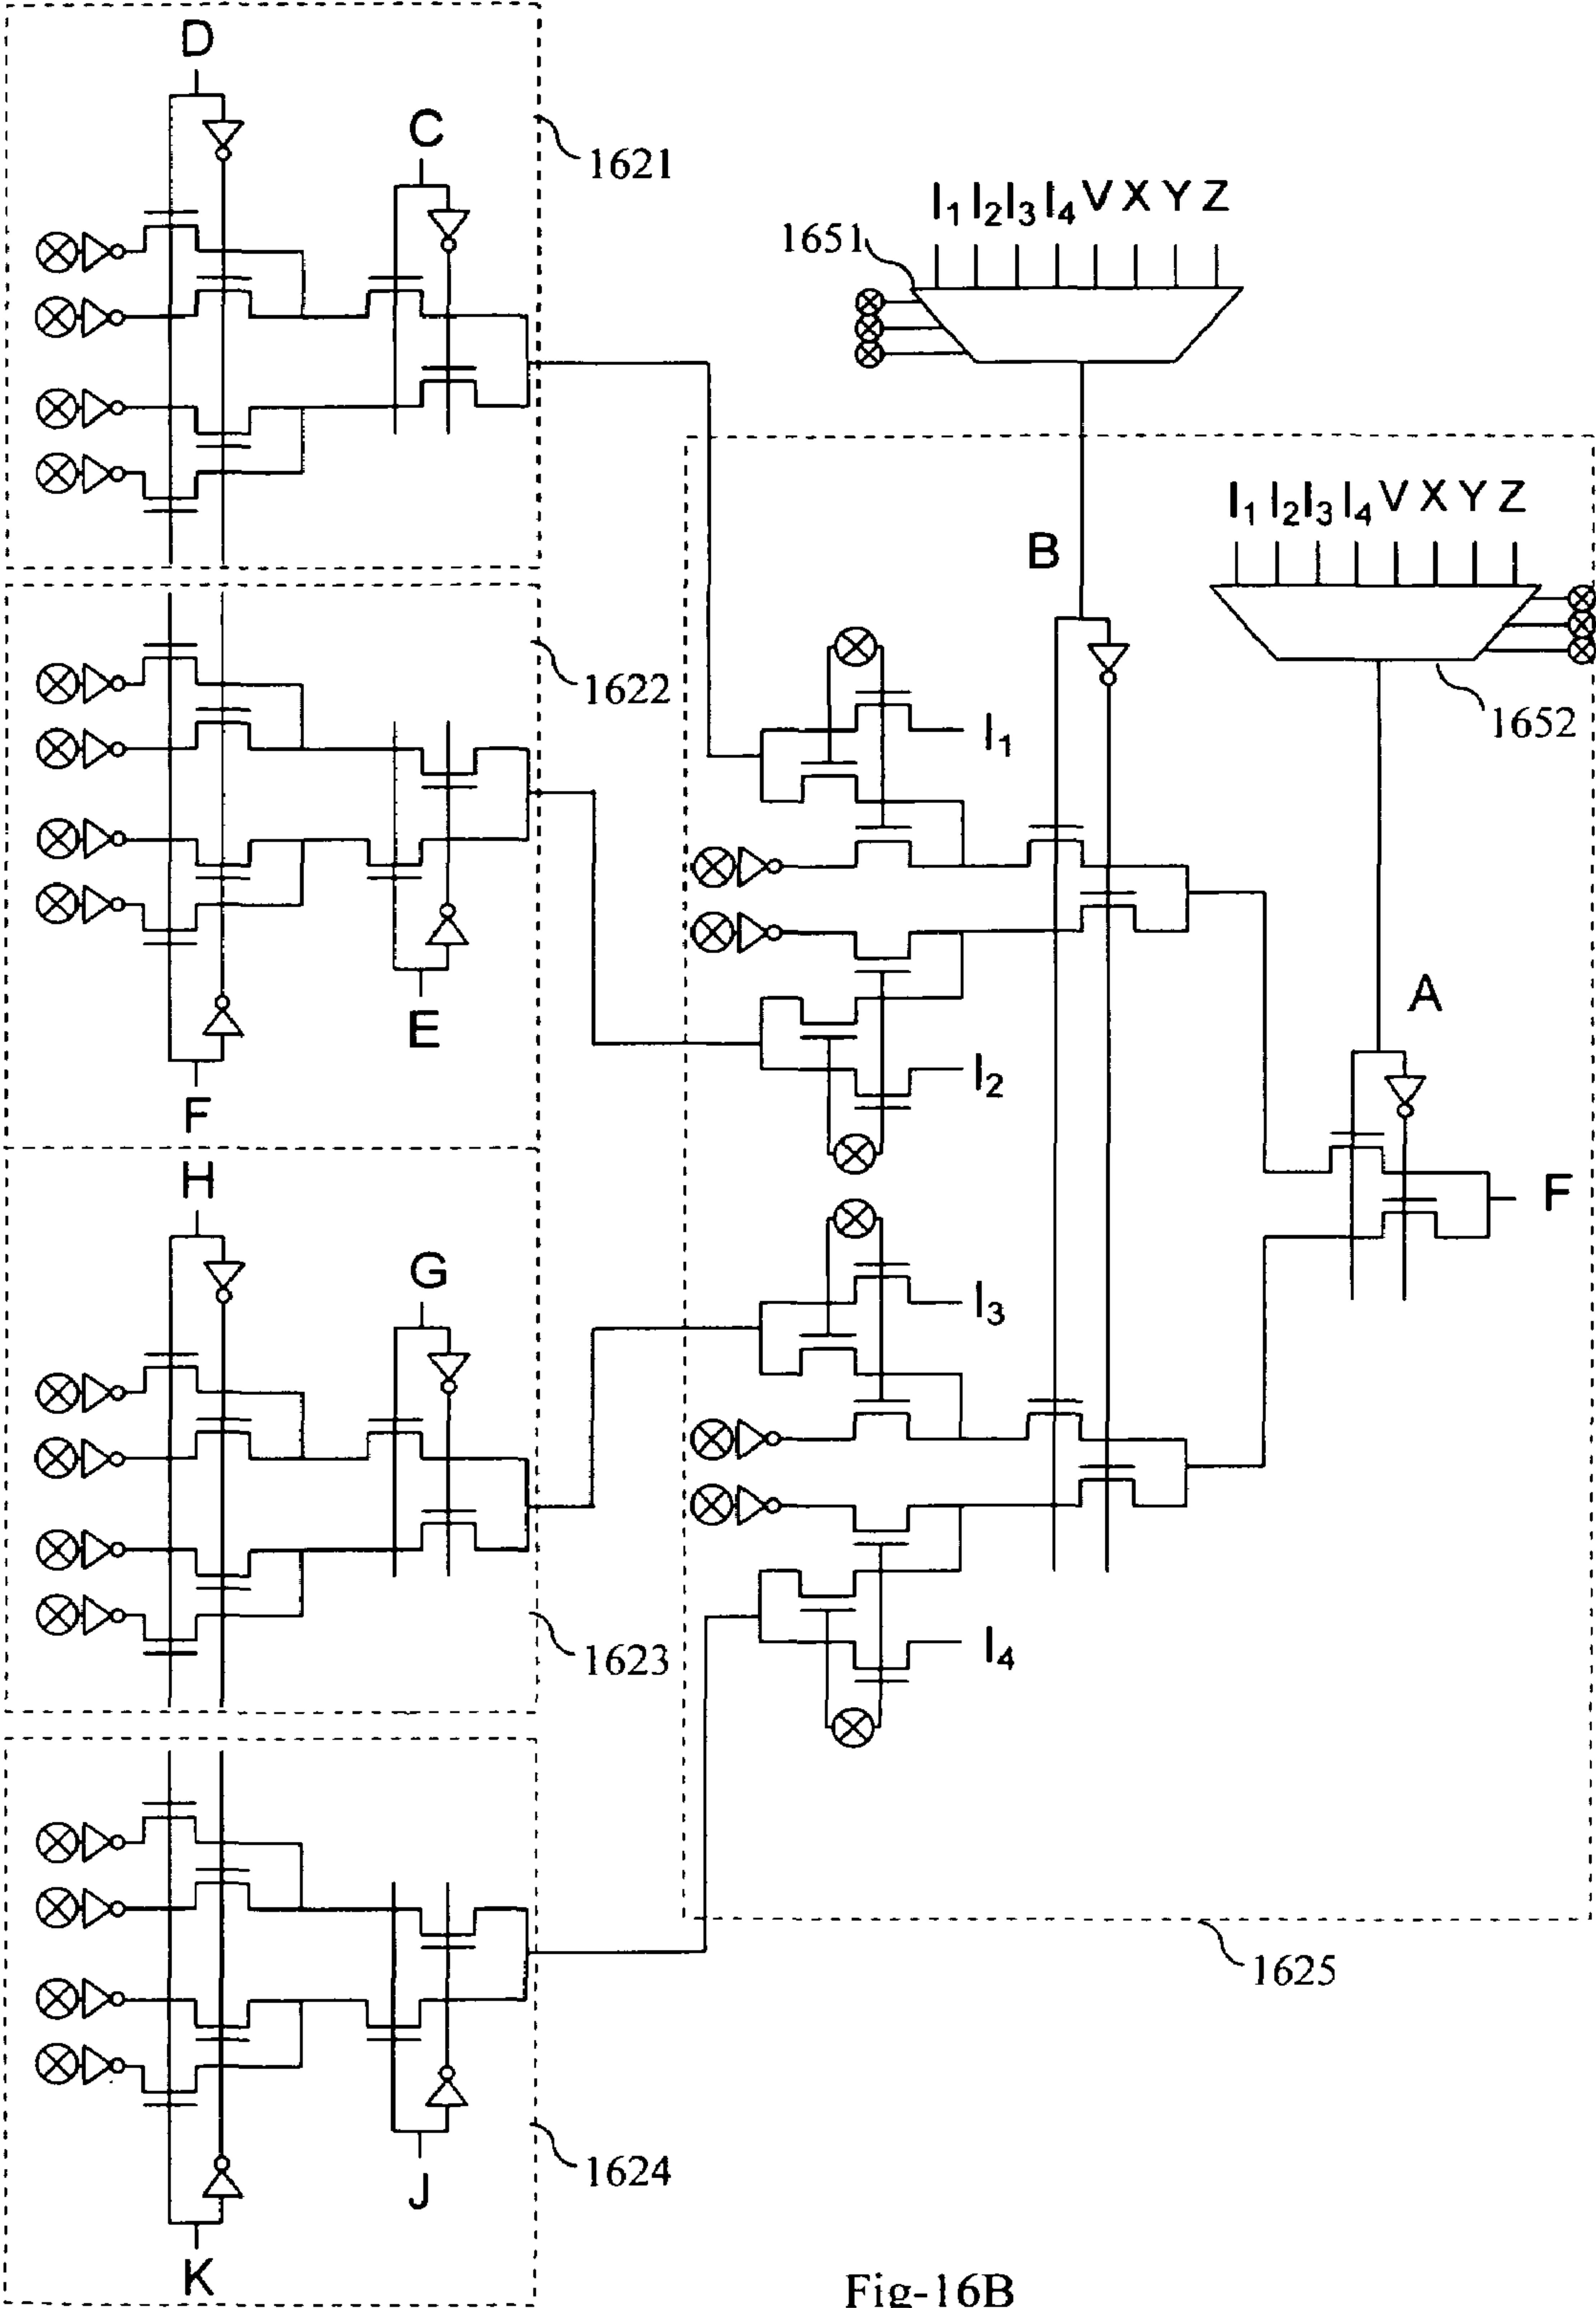 D
C
1621
I₁ I₂ I₃ I₄ V X Y Z
1651
I₁ I₂ I₃ I₄ V X Y Z
B
1622
1652
I₁
A
E
I₂
F
H
F
G
I₃
1623
I₄
1625
1624
J
K
Fig-16B